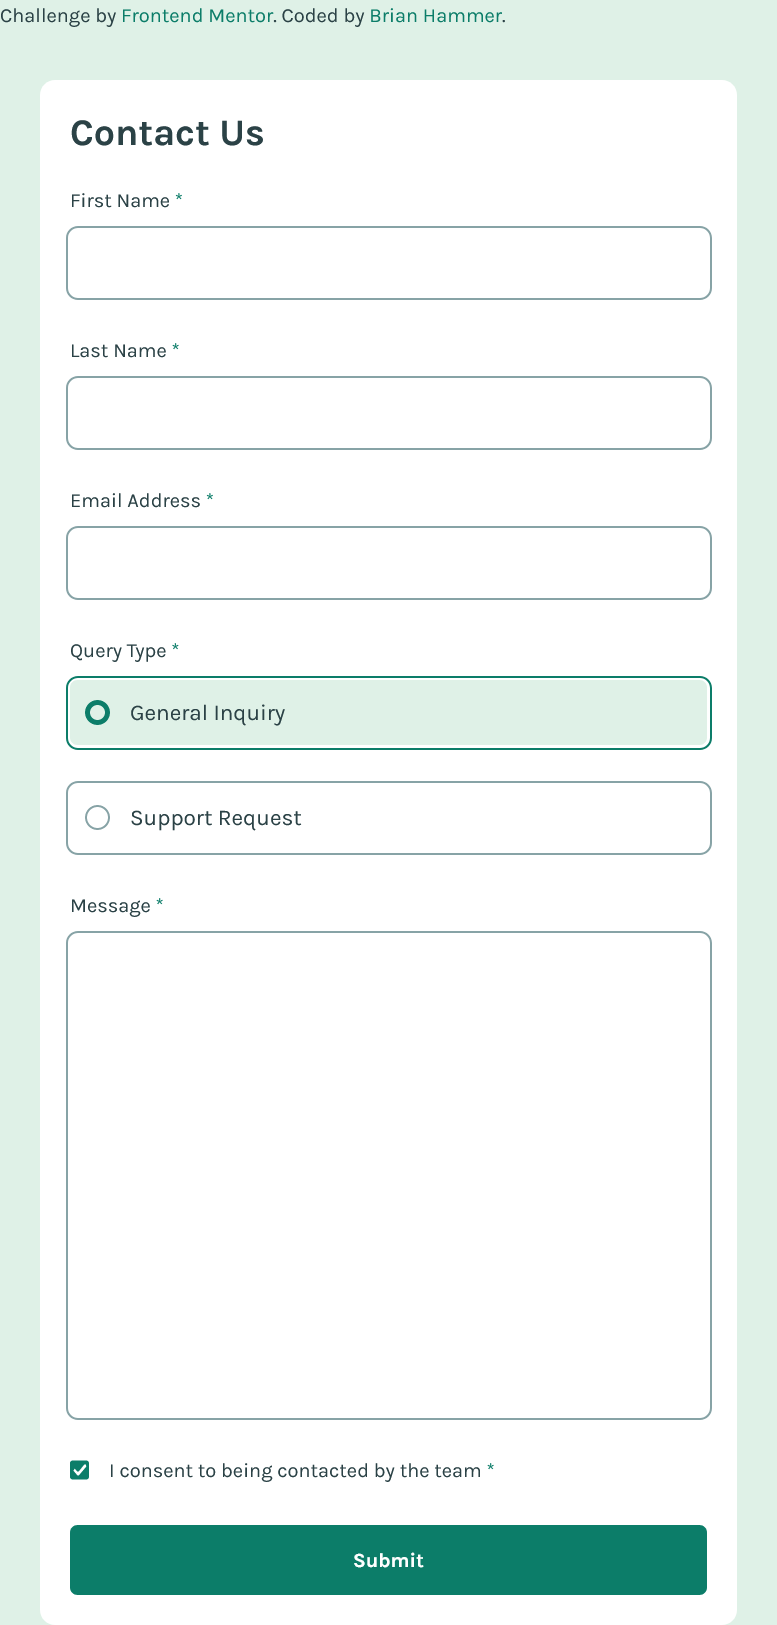 Challenge by Frontend Mentor. Coded by Brian Hammer.
Contact Us
First Name *
Last Name *
Email Address *
Query Type *
General Inquiry
Support Request
Message *
I consent to being contacted by the team *
Submit